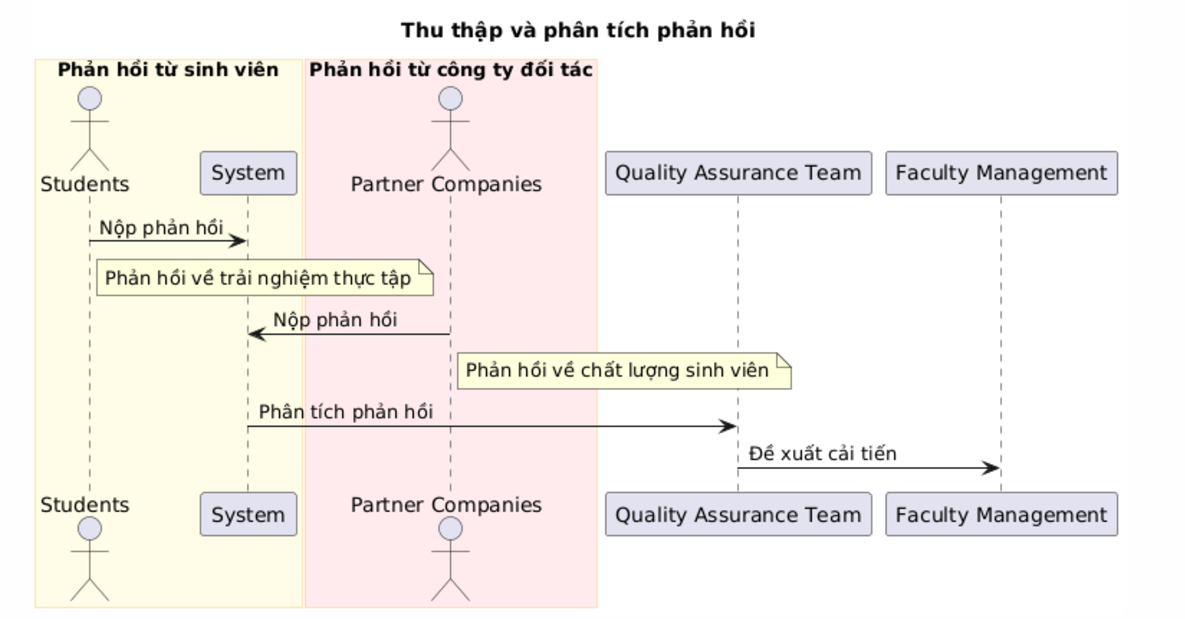 Thu thập và phân tích phản hồi
Phản hồi từ sinh viên
Phản hồi từ công ty đối tác
Students
System
Partner Companies
Quality Assurance Team
Faculty Management
Nộp phản hồi
Phản hồi về trải nghiệm thực tập
Nộp phản hồi
Phản hồi về chất lượng sinh viên
Phân tích phản hồi
Đề xuất cải tiến
Students
System
Partner Companies
Quality Assurance Team
Faculty Management